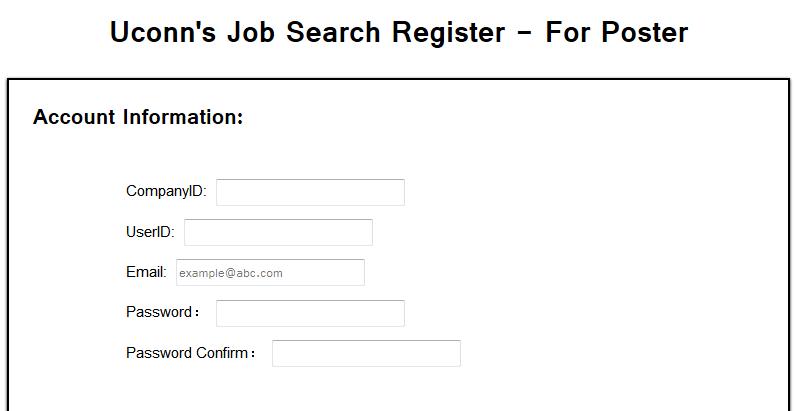 Uconn's Job Search Register - For Poster
Account Information:
CompanyID:
UserID:
Email: example@abc.com
Password：
Password Confirm：